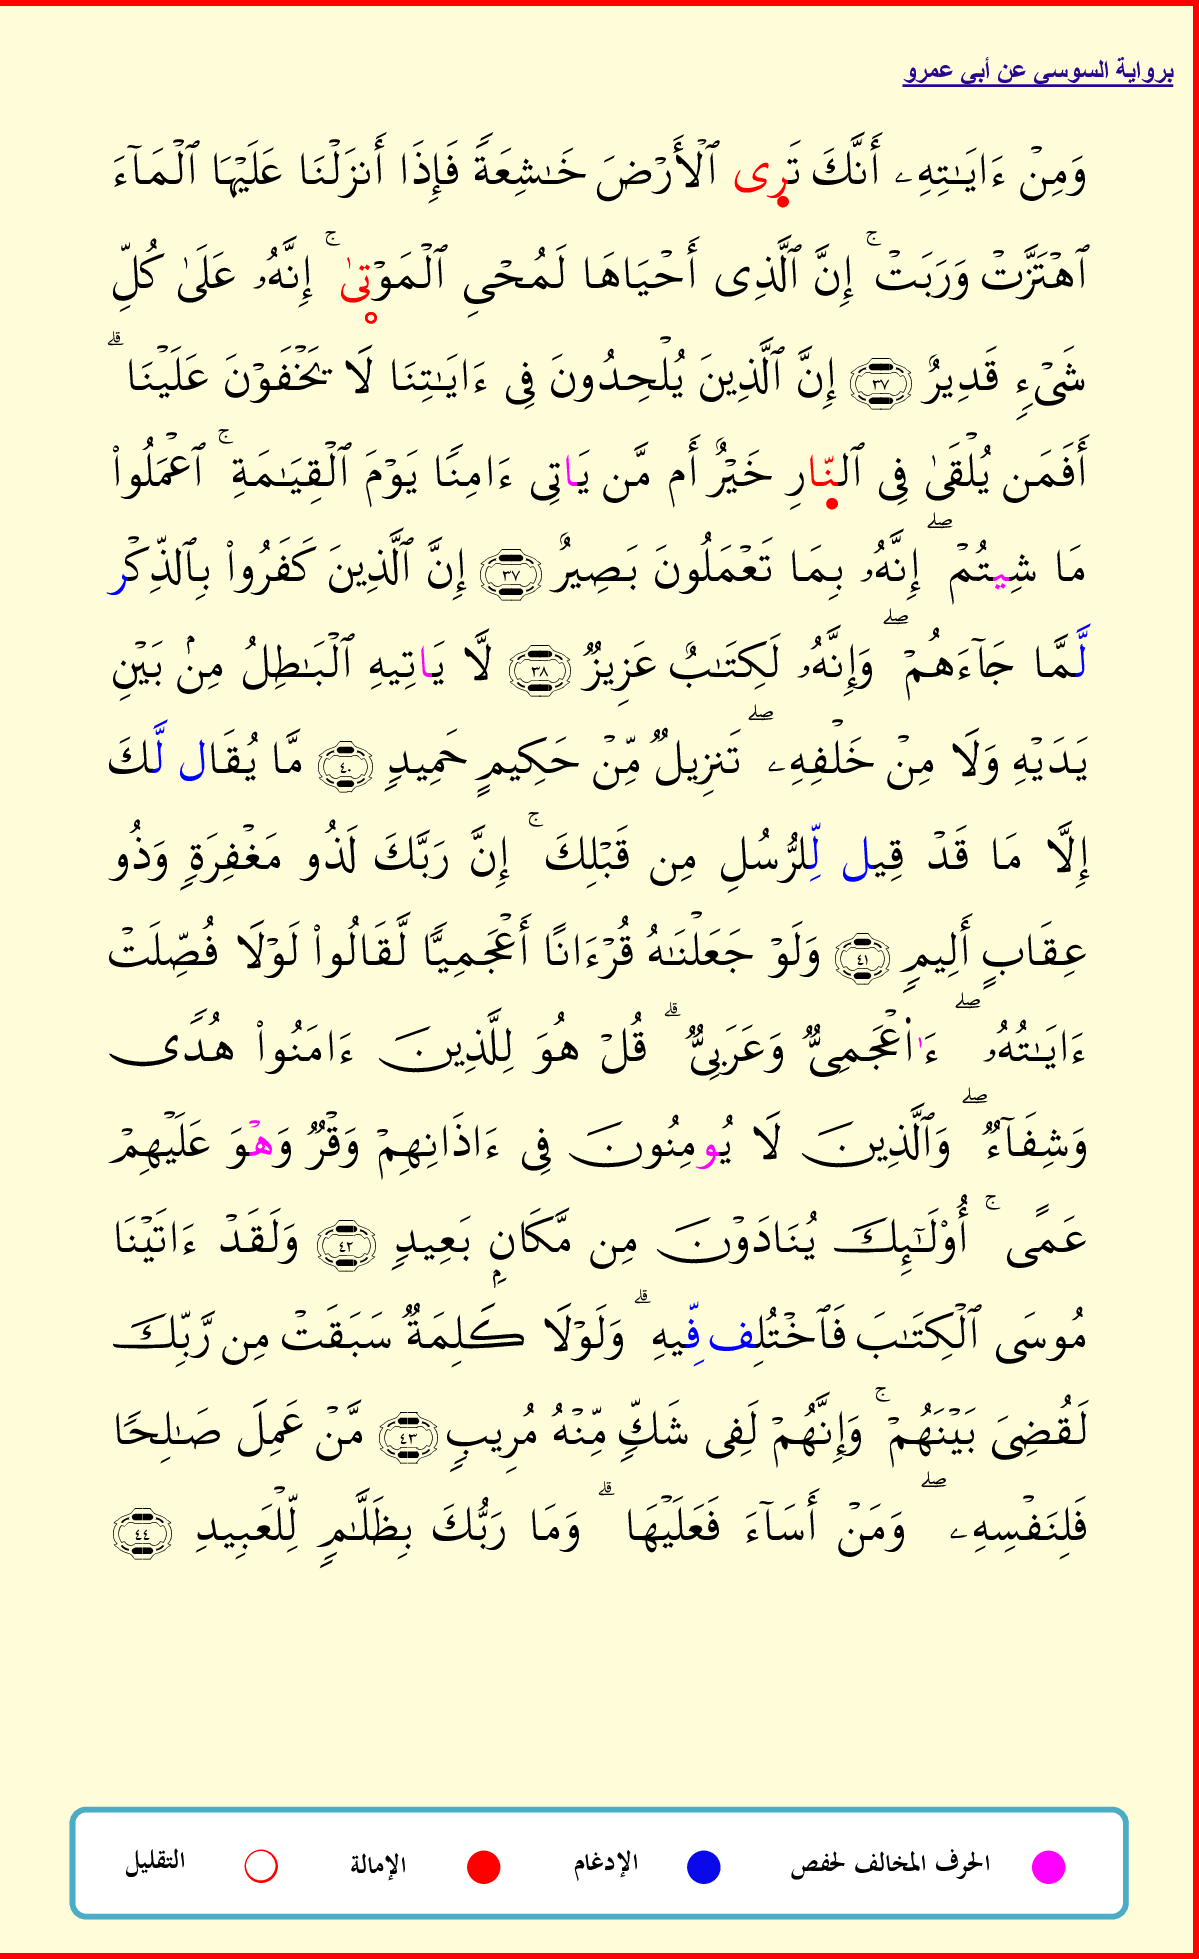 برواية السوسي عن أبي عمرو
وَمِنْ ءَايَـٰتِهِۦ أَنَّكَ تَرِى ٱلْأَرْضَ خَـٰشِعَةً فَإِذَا أَنزَلْنَا عَلَيْهَا ٱلْمَآءَ
ٱهْتَزَّتْ وَرَبَتْ ۚ إِنَّ ٱلَّذِى أَحْيَاهَا لَمُحْىِ ٱلْمَوْتىٰ ۚ إِنَّهُۥ عَلَىٰ كُلِّ
شَىْءٍ قَدِيرٌ ٣٧ إِنَّ ٱلَّذِينَ يُلْحِدُونَ فِى ءَايَـٰتِنَا لَا يَخْفَوْنَ عَلَيْنَا ۗ
أَفَمَن يُلْقَىٰ فِى ٱلنّارِ خَيْرٌ أَم مَّن يَاتِى ءَامِنًا يَوْمَ ٱلْقِيَـٰمَةِ ۚ ٱعْمَلُوا۟
مَا شِيتُمْ ۖ إِنَّهُۥ بِمَا تَعْمَلُونَ بَصِيرٌ ٣٧ إِنَّ ٱلَّذِينَ كَفَرُوا۟ بِٱلذِّكْر
لَّمَّا جَآءَهُمْ ۖ وَإِنَّهُۥ لَكِتَـٰبٌ عَزِيزٌ ٣٨ لَّا يَاتِيهِ ٱلْبَـٰطِلُ مِنۢ بَيْنِ
يَدَيْهِ وَلَا مِنْ خَلْفِهِۦ ۖ تَنزِيلٌ مِّنْ حَكِيمٍ حَمِيدٍ ٤٠ مَّا يُقَال لَّكَ
إِلَّا مَا قَدْ قِيل لِّلرُّسُلِ مِن قَبْلِكَ ۚ إِنَّ رَبَّكَ لَذُو مَغْفِرَةٍ وَذُو
عِقَابٍ أَلِيمٍ ٤١ وَلَوْ جَعَلْنَـٰهُ قُرْءَانًا أَعْجَمِيًّا لَّقَالُوا۟ لَوْلَا فُصِّلَتْ
ءَايَـٰتُهُۥ ۖ ءَا۬عْجَمِىٌّ وَعَرَبِىٌّ ۗ قُلْ هُوَ لِلَّذِينَ ءَامَنُوا۟ هُدًى
وَشِفَآءٌ ۖ وَٱلَّذِينَ لَا يُومِنُونَ فِى ءَاذَانِهِمْ وَقْرٌ وَهْوَ عَلَيْهِمْ
عَمًى ۚ أُوْلَـٰٓئِكَ يُنَادَوْنَ مِن مَّكَانٍۭ بَعِيدٍ ٤٢ وَلَقَدْ ءَاتَيْنَا
مُوسَى ٱلْكِتَـٰبَ فَٱخْتُلِف فِّيهِ ۗ وَلَوْلَا كَلِمَةٌ سَبَقَتْ مِن رَّبِّكَ
لَقُضِىَ بَيْنَهُمْ ۚ وَإِنَّهُمْ لَفِى شَكٍّ مِّنْهُ مُرِيبٍ ٤٣ مَّنْ عَمِلَ صَـٰلِحًا
فَلِنَفْسِهِۦ ۖ وَمَنْ أَسَآءَ فَعَلَيْهَا ۗ وَمَا رَبُّكَ بِظَلَّـٰمٍ لِّلْعَبِيدِ ٤٤
الحرف المخالف لحفص الإدغام الإمالة التقليل